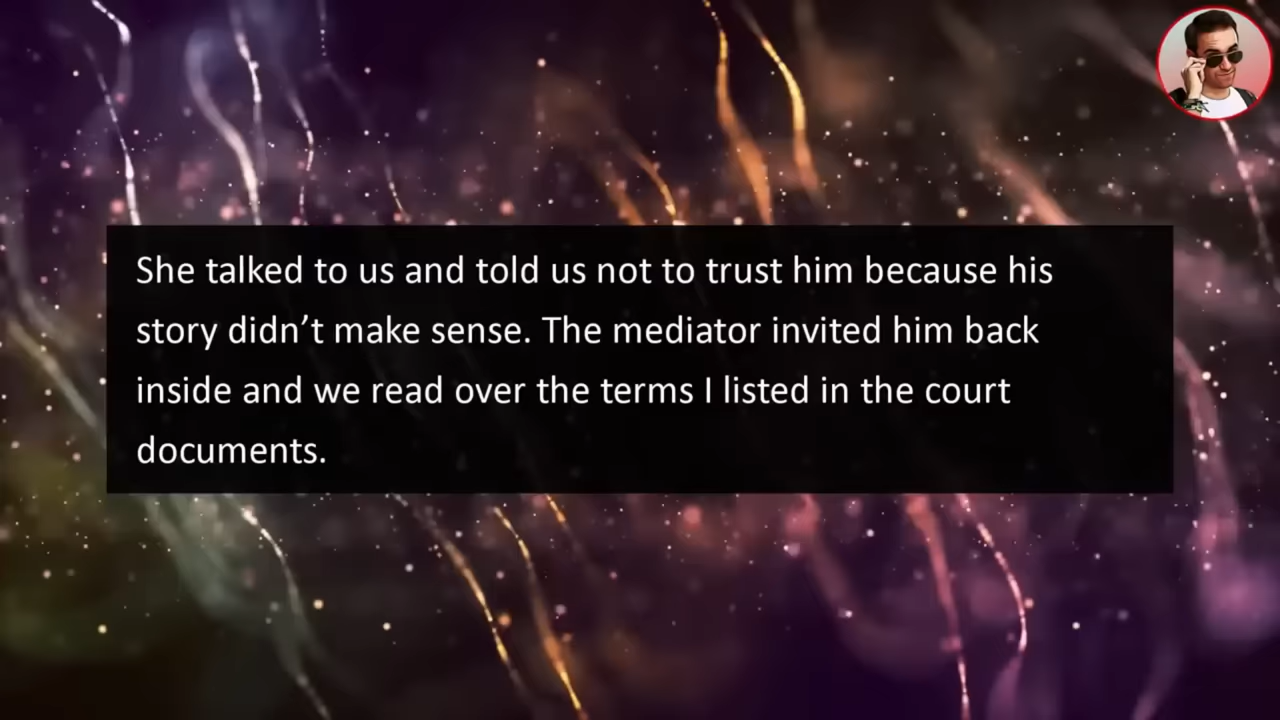 She talked to us and told us not to trust him because his
story didn’t make sense. The mediator invited him back
inside and we read over the terms I listed in the court
documents.